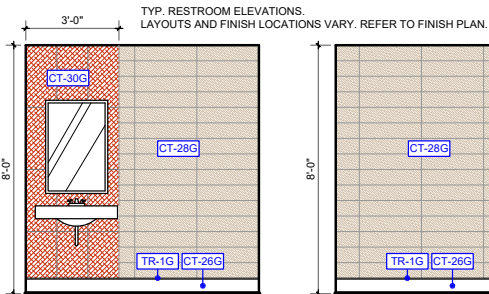 TYP. RESTROOM ELEVATIONS.
LAYOUTS AND FINISH LOCATIONS VARY. REFER TO FINISH PLAN.
3'-0"
CT-30G
CT-28G
CT-28G
8'-0"
8'-0"
TR-1G CT-26G
TR-1G CT-26G